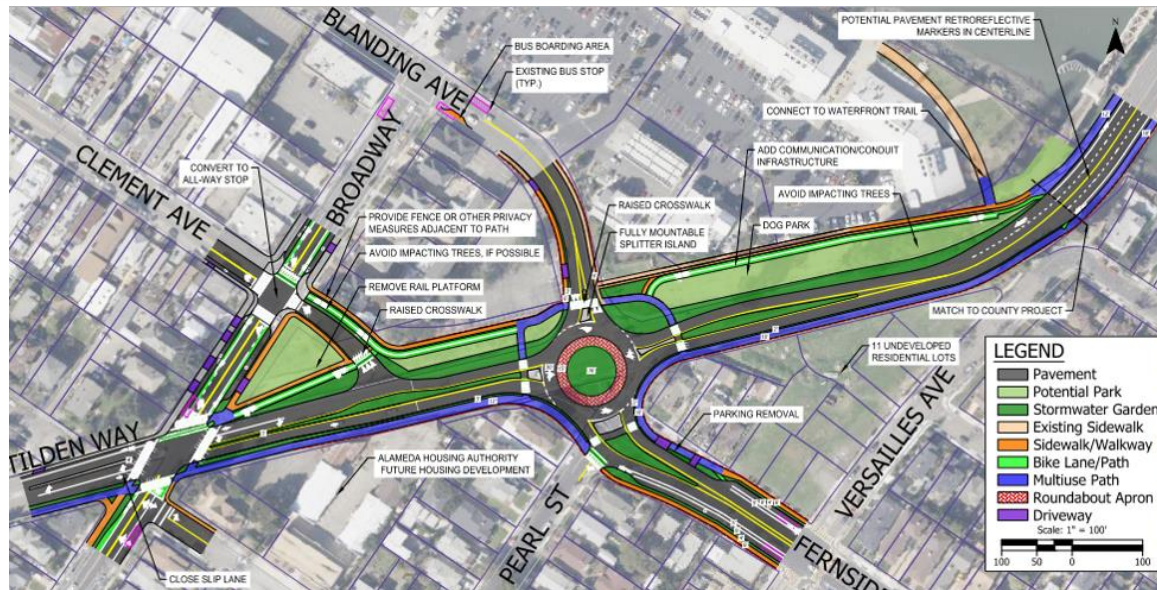 BLANDING AVE
BUS BOARDING AREA
EXISTING BUS STOP
(TYP.)
POTENTIAL PAVEMENT RETROREFLECTIVE
MARKERS IN CENTERLINE
N
CLEMENT AVE
BROADWAY
CONVERT TO
ALL-WAY STOP
PROVIDE FENCE OR OTHER PRIVACY
MEASURES ADJACENT TO PATH
AVOID IMPACTING TREES, IF POSSIBLE
REMOVE RAIL PLATFORM
RAISED CROSSWALK
CONNECT TO WATERFRONT TRAIL
ADD COMMUNICATION/CONDUIT
INFRASTRUCTURE
AVOID IMPACTING TREES
RAISED CROSSWALK
FULLY MOUNTABLE
SPLITTER ISLAND
DOG PARK
MATCH TO COUNTY PROJECT
11 UNDEVELOPED
RESIDENTIAL LOTS
PARKING REMOVAL
TILDEN WAY
ALAMEDA HOUSING AUTHORITY
FUTURE HOUSING DEVELOPMENT
PEARL ST
VERSAILLES AVE
FERNSID
CLOSE SLIP LANE
LEGEND
Pavement
Potential Park
Stormwater Garden
Existing Sidewalk
Sidewalk/Walkway
Bike Lane/Path
Multiuse Path
Roundabout Apron
Driveway
Scale: 1" = 100'
100 50 0 100